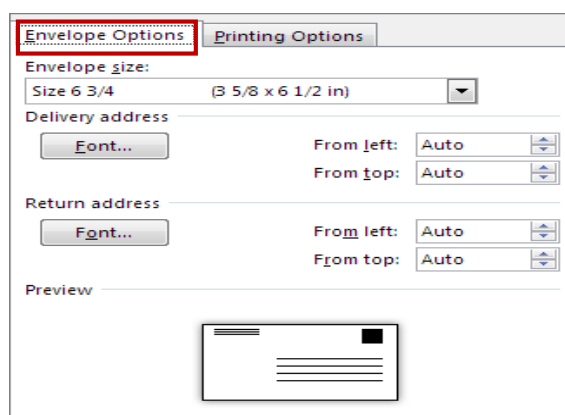 Envelope Options Printing Options
Envelope size:
Size 6 3/4 (3 5/8 x 6 1/2 in)
Delivery address
Font... From left: Auto
From top: Auto
Return address
Font... From left: Auto
From top: Auto
Preview